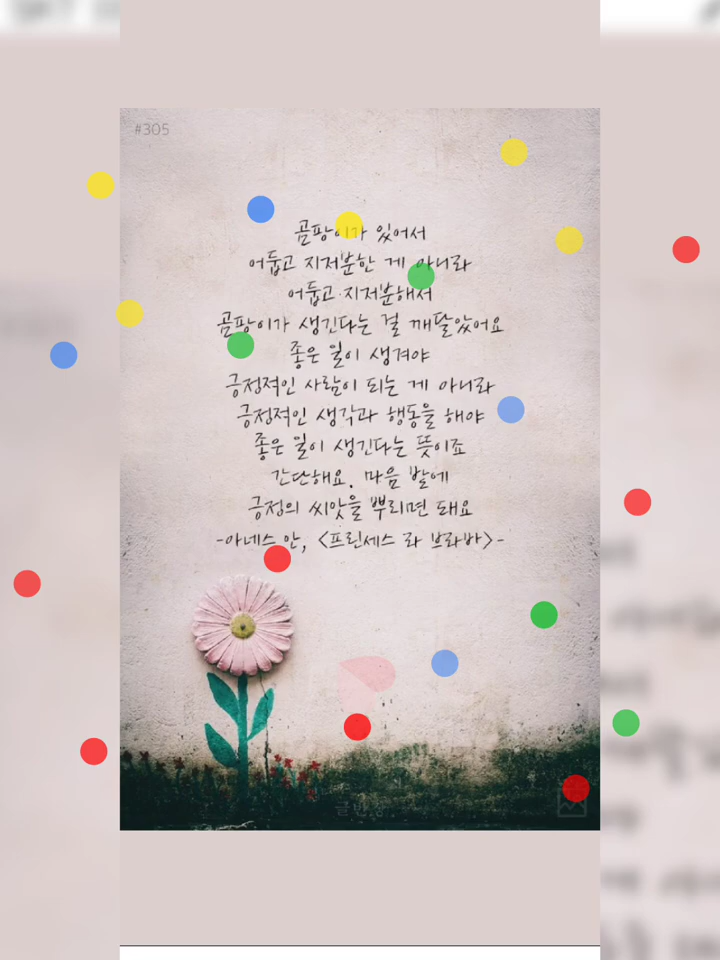 #305
곰팡이가 있어서
어둡고 지저분한 게 아니라
어둡고 지저분해서
곰팡이가 생긴다는 걸 깨달았어요
좋은 일이 생겨야
긍정적인 사람이 되는 게 아니라
긍정적인 생각과 행동을 해야
좋은 일이 생긴다는 뜻이죠
간단해요. 마음 밭에
긍정의 씨앗을 뿌리면 돼요
-아네스 안, <프린세스 라 브라바>-